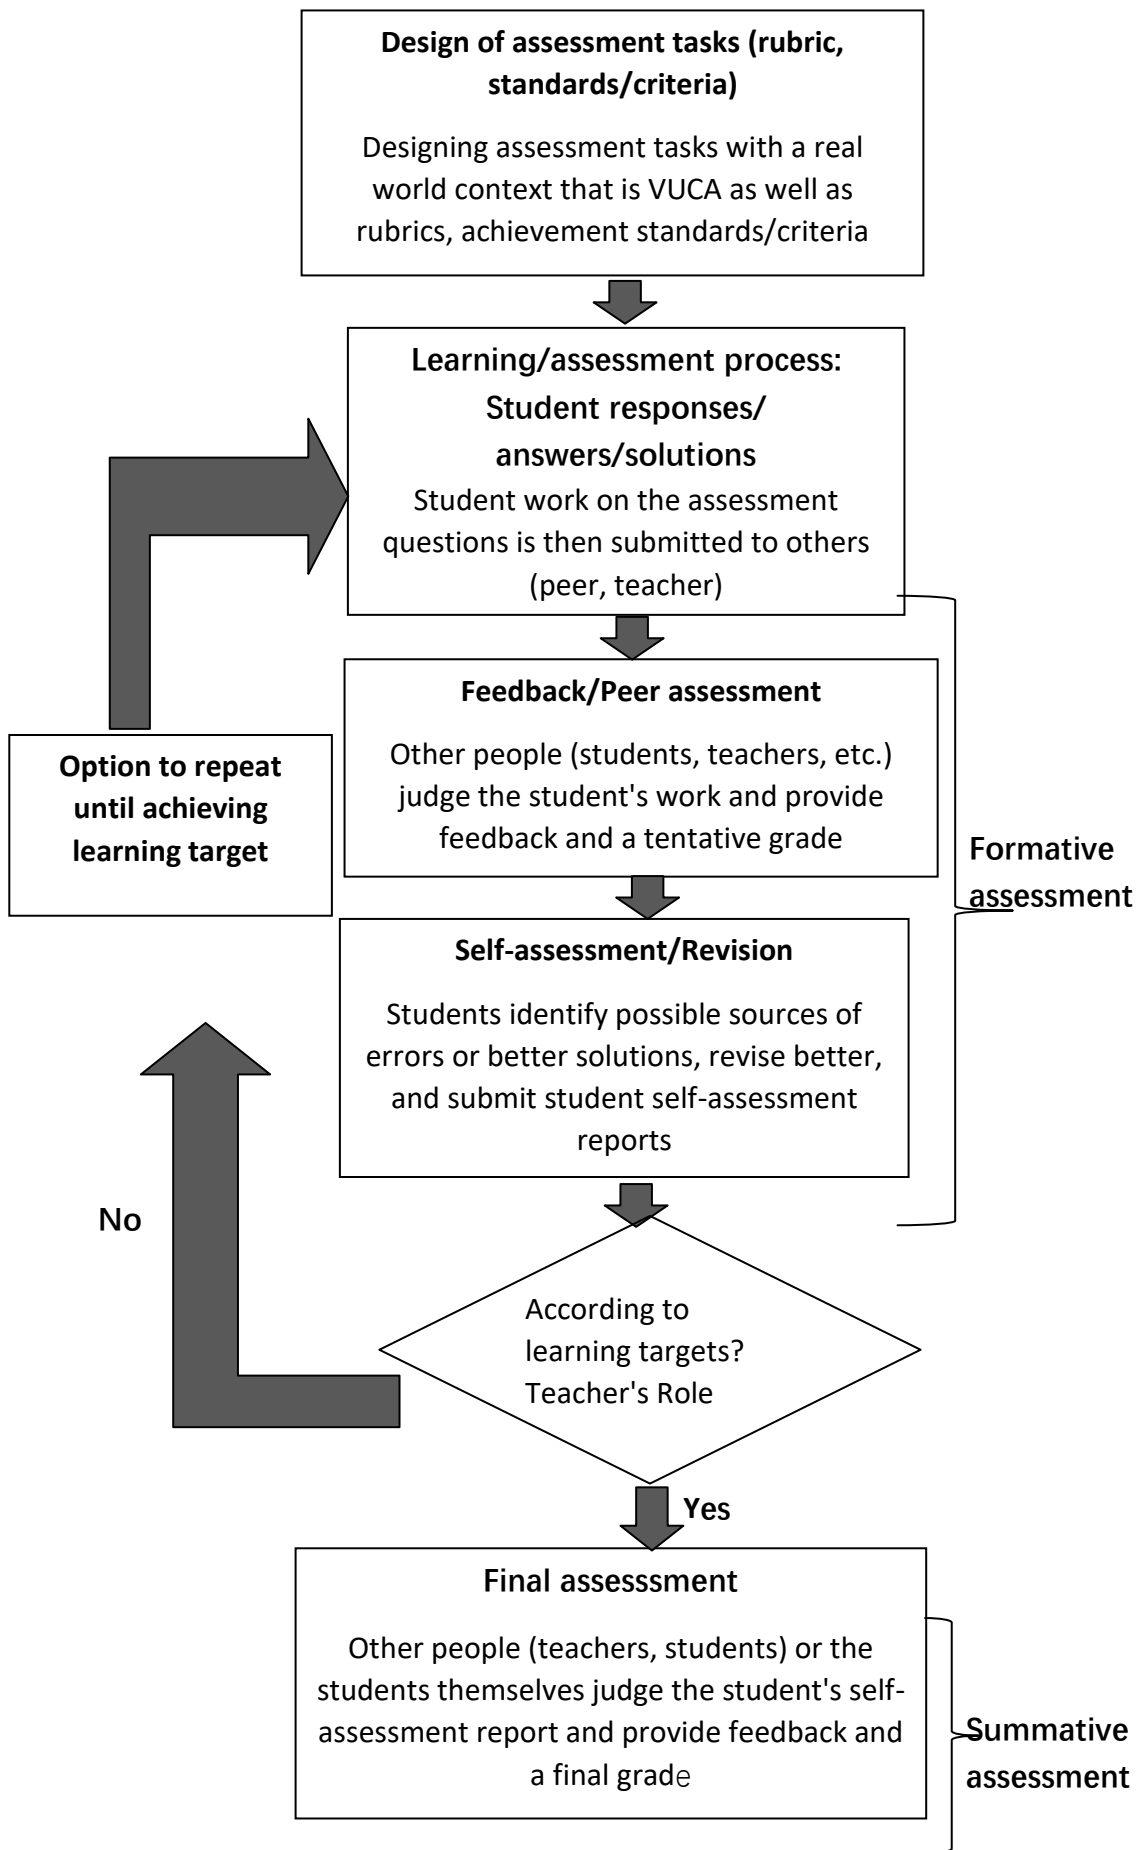 Design of assessment tasks (rubric,
standards/criteria)
Designing assessment tasks with a real
world context that is VUCA as well as
rubrics, achievement standards/criteria
Learning/assessment process:
Student responses/
answers/solutions
Student work on the assessment
questions is then submitted to others
(peer, teacher)
Feedback/Peer assessment
Other people (students, teachers, etc.)
judge the student's work and provide
feedback and a tentative grade
Option to repeat
until achieving
learning target
Formative
assessment
Self-assessment/Revision
Students identify possible sources of
errors or better solutions, revise better,
and submit student self-assessment
reports
No
According to
learning targets?
Teacher's Role
Yes
Final assesssment
Other people (teachers, students) or the
students themselves judge the student's self-
assessment report and provide feedback and
a final grade
Summative
assessment